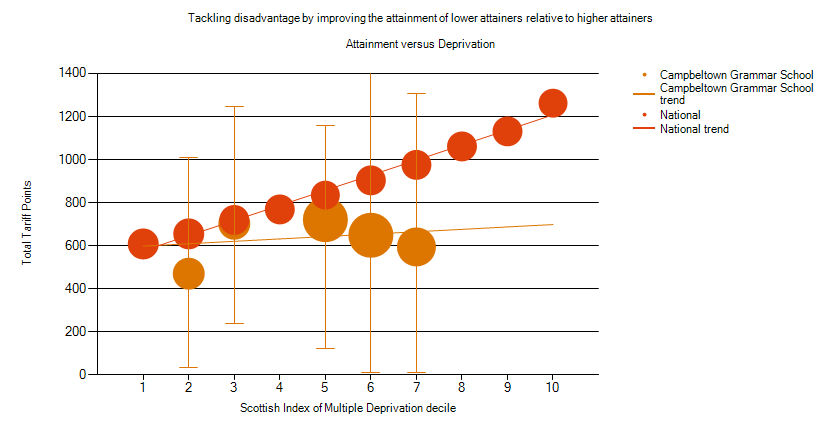 Tackling disadvantage by improving the attainment of lower attainers relative to higher attainers
Attainment versus Deprivation
Campbeltown Grammar School
Campbeltown Grammar School
trend
National
National trend
Total Tariff Points
1400
1200
1000
800
600
400
200
0
1 2 3 4 5 6 7 8 9 10
Scottish Index of Multiple Deprivation decile